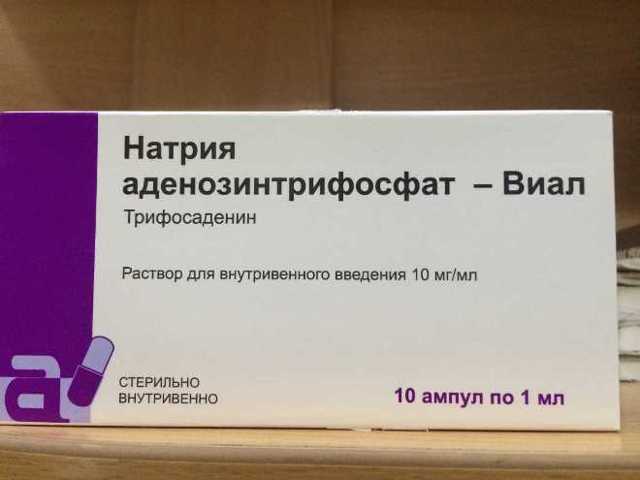 Натрия
аденозинтрифосфат – Виал
Трифосаденин
Раствор для внутривенного введения 10 мг/мл
СТЕРИЛЬНО
ВНУТРИВЕННО
10 ампул по 1 мл
а